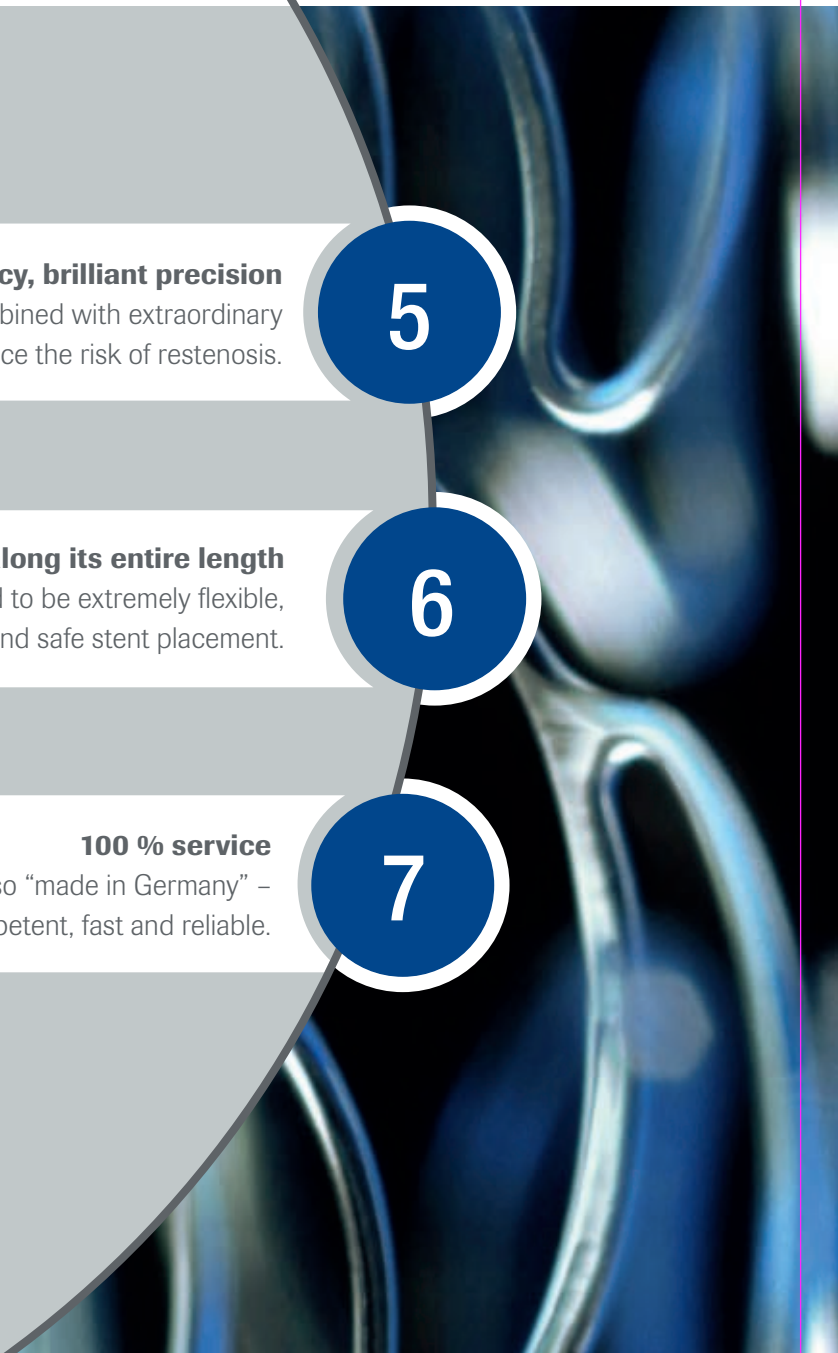 cy, brilliant precision
bined with extraordinary
ce the risk of restenosis.
5
long its entire length
to be extremely flexible,
nd safe stent placement.
6
100 % service
so “made in Germany” –
petent, fast and reliable.
7